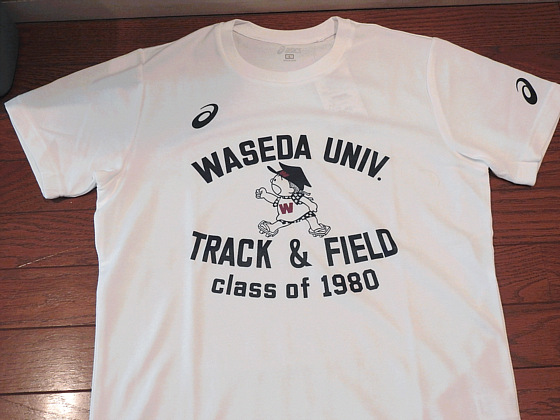 WASEDA UNIV.
W
TRACK & FIELD
class of 1980